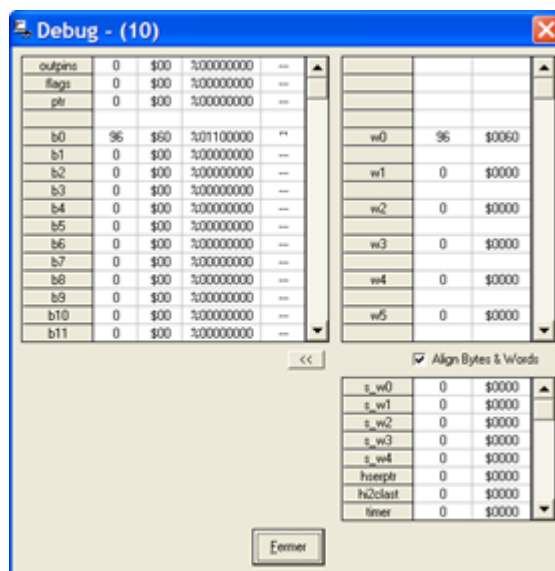 Debug - (10)
outpins 0 $00 %00000000 --
flags 0 $00 %00000000 --
ptr 0 $00 %00000000 --
b0 96 $60 %01100000 w0 96 $0060
b1 0 $00 %00000000 --
b2 0 $00 %00000000 -- w1 0 $0000
b3 0 $00 %00000000 --
b4 0 $00 %00000000 -- w2 0 $0000
b5 0 $00 %00000000 --
b6 0 $00 %00000000 -- w3 0 $0000
b7 0 $00 %00000000 --
b8 0 $00 %00000000 -- w4 0 $0000
b9 0 $00 %00000000 --
b10 0 $00 %00000000 -- w5 0 $0000
b11 0 $00 %00000000 --
<< Align Bytes & Words
s_w0 0 $0000
s_w1 0 $0000
s_w2 0 $0000
s_w3 0 $0000
s_w4 0 $0000
hserptr 0 $0000
hi2clast 0 $0000
timer 0 $0000
Fermer